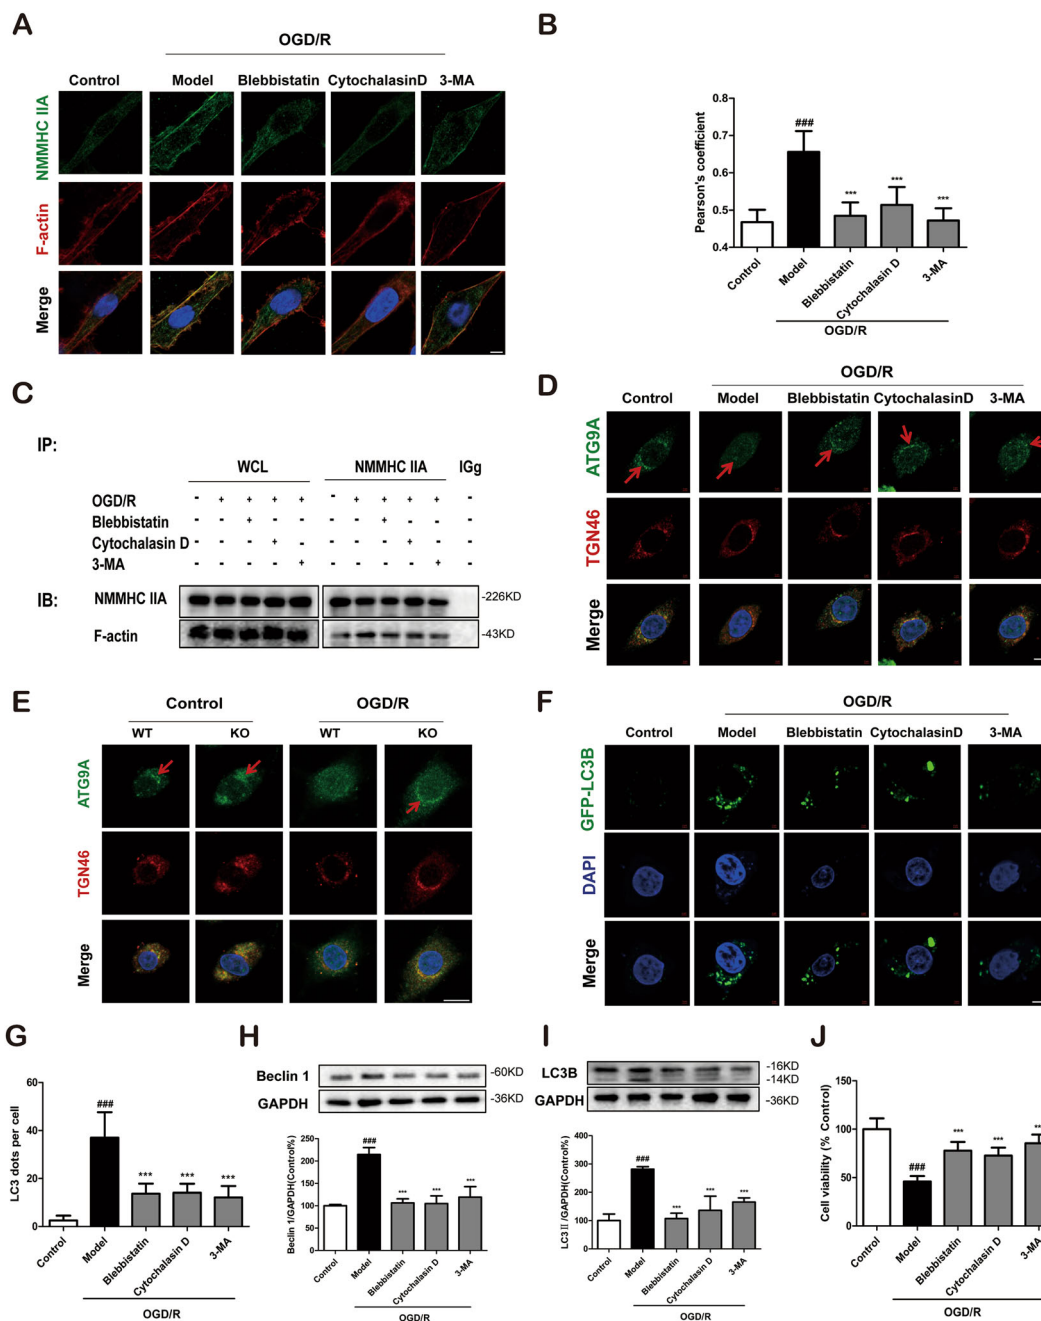 A
OGD/R
Control Model Blebbistatin CytochalasinD 3-MA
NMMHC IIA
F-actin
Merge
B
Pearson's coefficient
0.8
0.7
0.6
0.5
0.4
###
***
***
***
Control
Model
Blebbistatin
Cytochalasin D
3-MA
OGD/R
C
IP:
WCL NMMHC IIA IGg
OGD/R - + + + + - + + + + -
Blebbistatin - - + - - - - + - - -
Cytochalasin D - - - + - - - - + - -
3-MA - - - - + - - - - + -
IB: NMMHC IIA -226KD
F-actin -43KD
D
OGD/R
Control Model Blebbistatin CytochalasinD 3-MA
ATG9A
TGN46
Merge
E
Control OGD/R
WT KO WT KO
ATG9A
TGN46
Merge
F
OGD/R
Control Model Blebbistatin CytochalasinD 3-MA
GFP-LC3B
DAPI
Merge
G
LC3 dots per cell
60
40
20
0
###
***
***
***
Control
Model
Blebbistatin
Cytochalasin D
3-MA
OGD/R
H
Beclin 1 -60KD
GAPDH -36KD
Beclin 1/GAPDH(Control%)
250
200
150
100
50
0
###
***
***
***
Control
Model
Blebbistatin
Cytochalasin D
3-MA
OGD/R
I
LC3B -16KD
-14KD
GAPDH -36KD
LC3 II/GAPDH(Control%)
400
300
200
100
0
###
***
***
***
Control
Model
Blebbistatin
Cytochalasin D
3-MA
OGD/R
J
Cell viability (% Control)
150
100
50
0
###
***
***
**
Control
Model
Blebbistatin
Cytochalasin D
3-MA
OGD/R